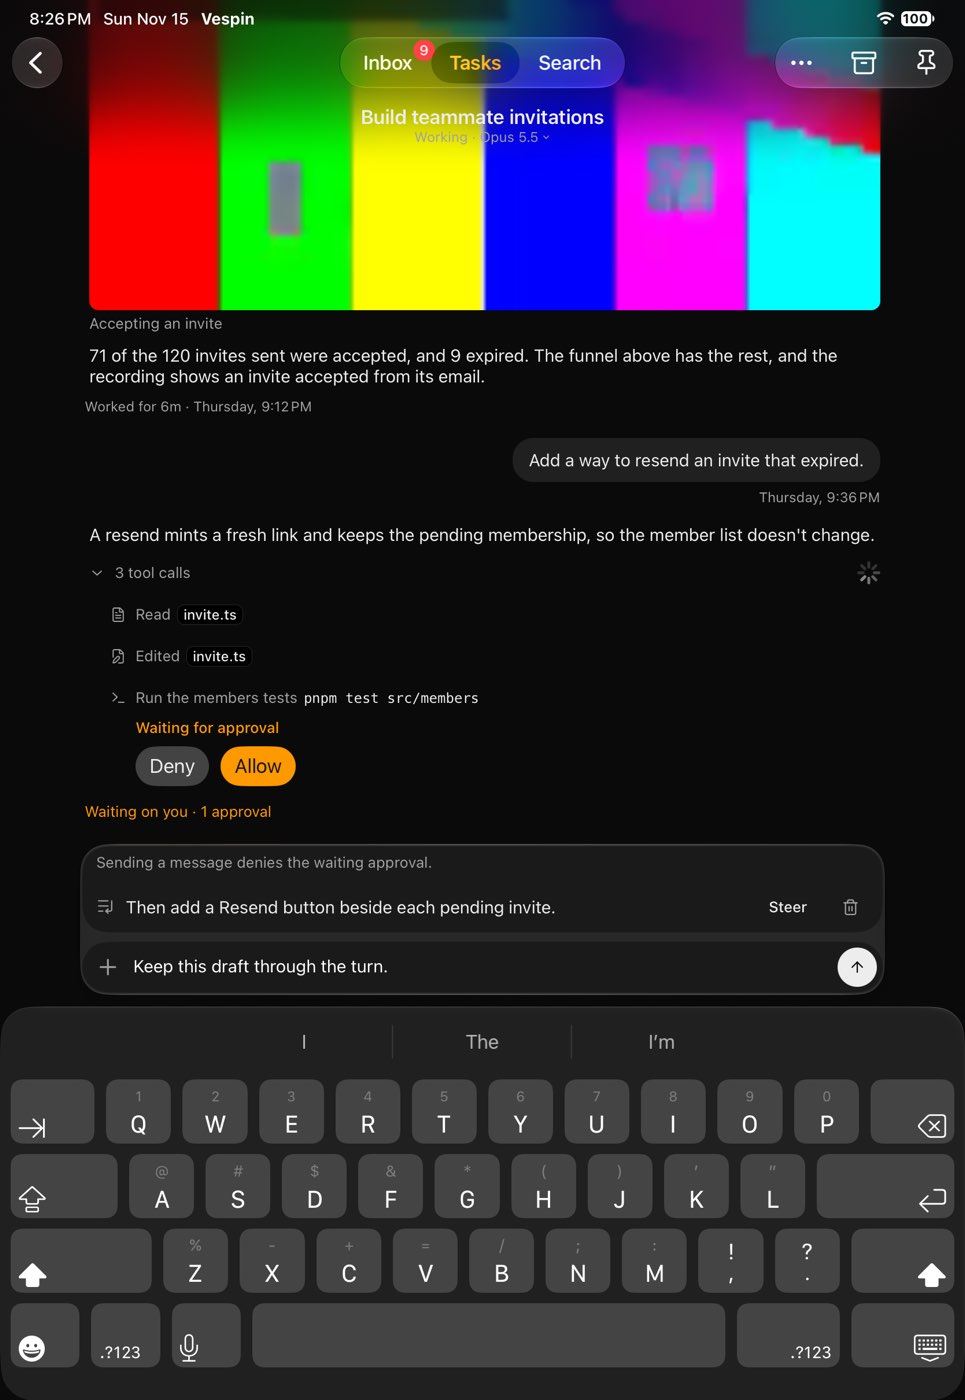 8:26 PM Sun Nov 15 Vespin
100
Inbox 9 Tasks Search
Build teammate invitations
Working · Opus 5.5
Accepting an invite
71 of the 120 invites sent were accepted, and 9 expired. The funnel above has the rest, and the
recording shows an invite accepted from its email.
Worked for 6m · Thursday, 9:12 PM
Add a way to resend an invite that expired.
Thursday, 9:36 PM
A resend mints a fresh link and keeps the pending membership, so the member list doesn't change.
3 tool calls
Read invite.ts
Edited invite.ts
Run the members tests pnpm test src/members
Waiting for approval
Deny Allow
Waiting on you · 1 approval
Sending a message denies the waiting approval.
Then add a Resend button beside each pending invite. Steer
Keep this draft through the turn.
I The I'm
1 2 3 4 5 6 7 8 9 0
Q W E R T Y U I O P
@ # $ & * ( ) ' "
A S D F G H J K L
% - + = / ; : ! ?
Z X C V B N M , .
.?123 .?123